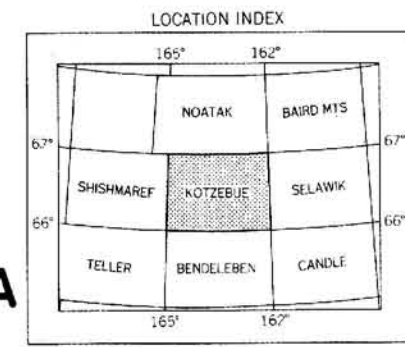 LOCATION INDEX
165° 162°
NOATAK BAIRD MTS
67° 67°
SHISHMAREF KOTZEBUE SELAWIK
66° 66°
A
TELLER BENDELEBEN CANDLE
165° 162°